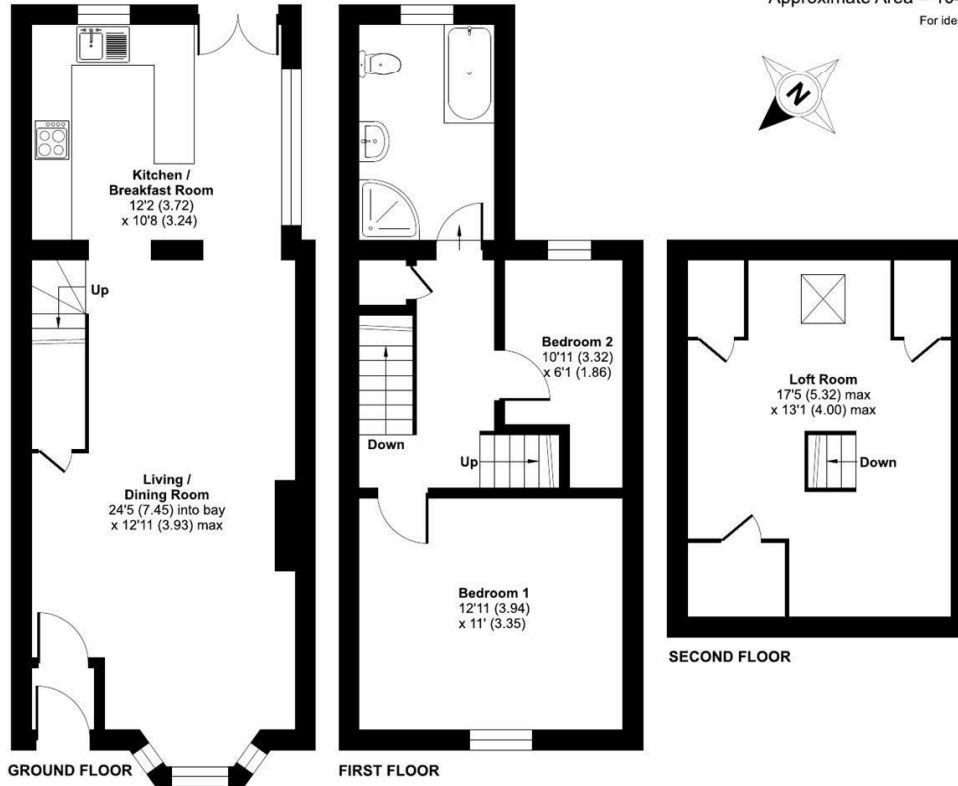 Approximate Area
For ide
N
Kitchen /
Breakfast Room
12'2 (3.72)
x 10'8 (3.24)
Up
Living /
Dining Room
24'5 (7.45) into bay
x 12'11 (3.93) max
GROUND FLOOR
Bedroom 2
10'11 (3.32)
x 6'1 (1.86)
Down
Up
Bedroom 1
12'11 (3.94)
x 11' (3.35)
FIRST FLOOR
Loft Room
17'5 (5.32) max
x 13'1 (4.00) max
Down
SECOND FLOOR